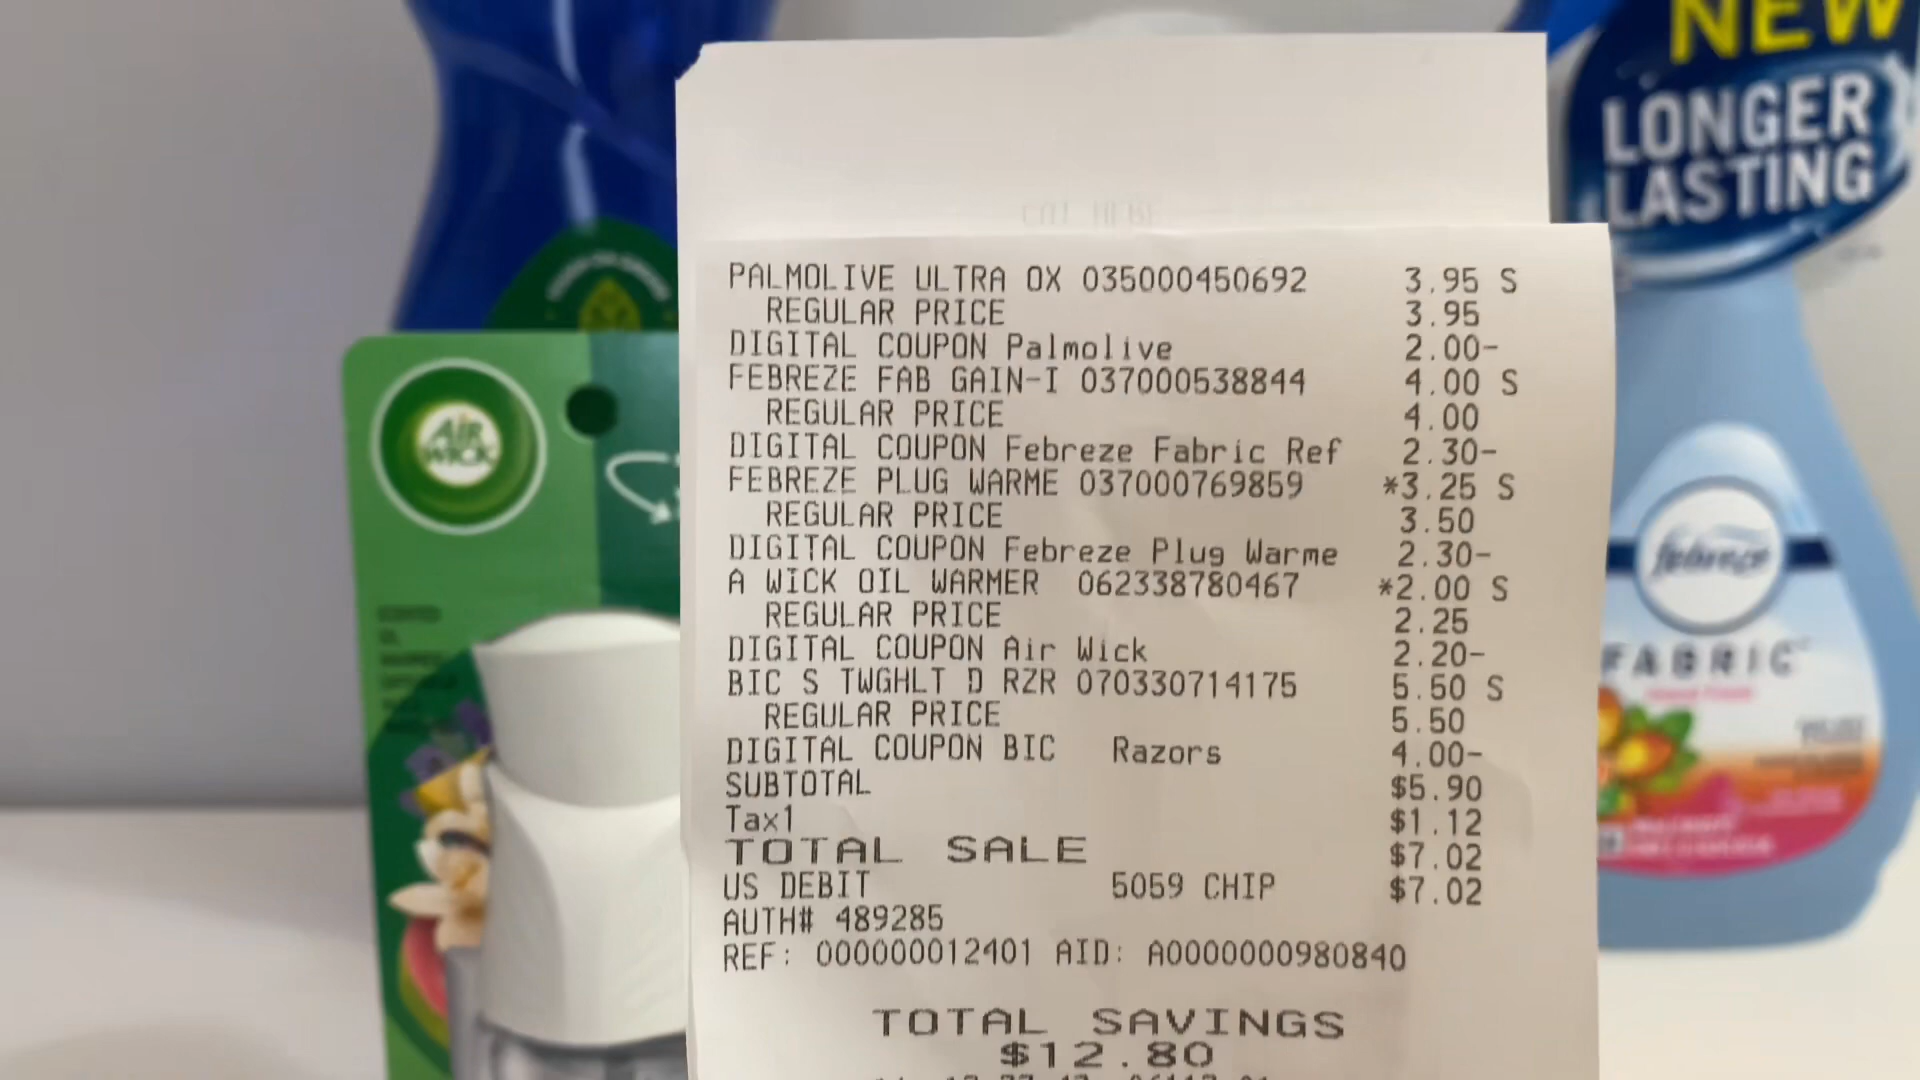 NEW
LONGER
LASTING
PALMOLIVE ULTRA OX 035000450692 3.95 S
REGULAR PRICE 3.95
DIGITAL COUPON Palmolive 2.00-
FEBREZE FAB GAIN-I 037000538844 4.00 S
REGULAR PRICE 4.00
DIGITAL COUPON Febreze Fabric Ref 2.30-
FEBREZE PLUG WARME 037000769859 *3.25 S
REGULAR PRICE 3.50
DIGITAL COUPON Febreze Plug Warme 2.30-
A WICK OIL WARMER 062338780467 *2.00 S
REGULAR PRICE 2.25
DIGITAL COUPON Air Wick 2.20-
BIC S TWGHLT D RZR 070330714175 5.50 S
REGULAR PRICE 5.50
DIGITAL COUPON BIC Razors 4.00-
SUBTOTAL $5.90
Tax1 $1.12
TOTAL SALE $7.02
US DEBIT 5059 CHIP $7.02
AUTH# 489285
REF: 000000012401 AID: A0000000980840
TOTAL SAVINGS
$12.80
AIR
WICK
febreze
FABRIC